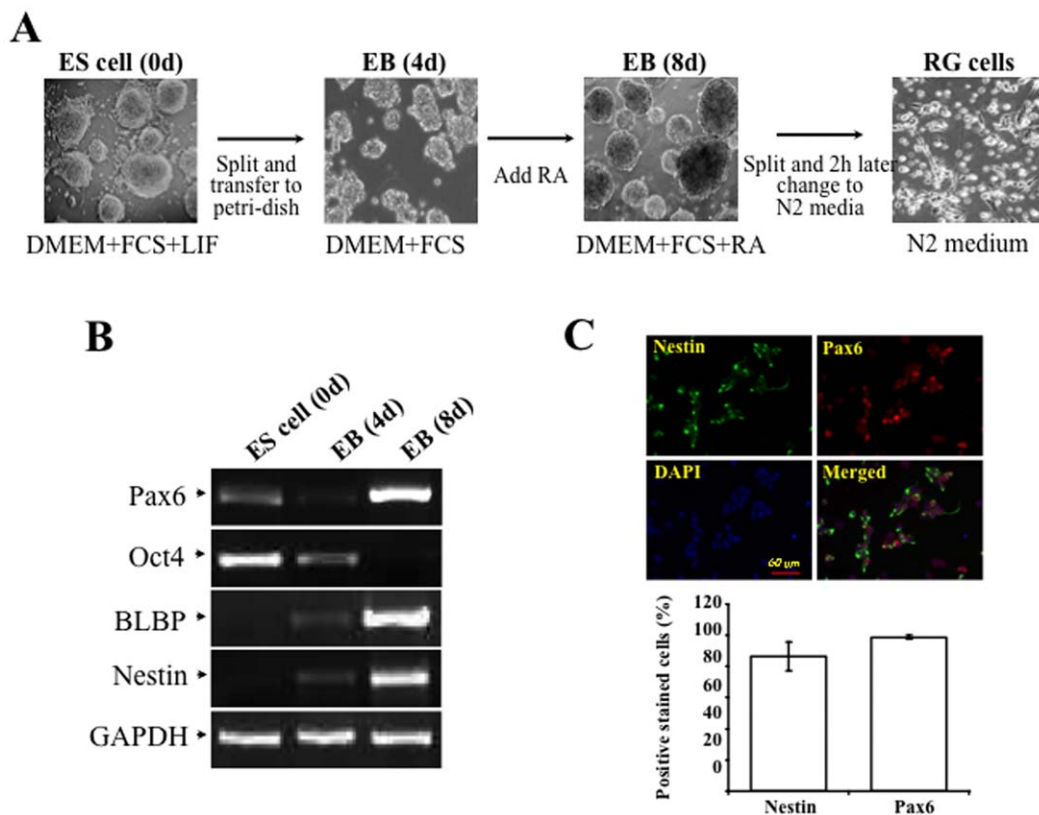 A
ES cell (0d)
EB (4d)
EB (8d)
RG cells
Split and
transfer to
petri-dish
Add RA
Split and 2h later
change to
N2 media
DMEM+FCS+LIF
DMEM+FCS
DMEM+FCS+RA
N2 medium
B
ES cell (0d)
EB (4d)
EB (8d)
Pax6
Oct4
BLBP
Nestin
GAPDH
C
Nestin
Pax6
DAPI
Merged
60 um
Positive stained cells (%)
120
100
80
60
40
20
0
Nestin
Pax6